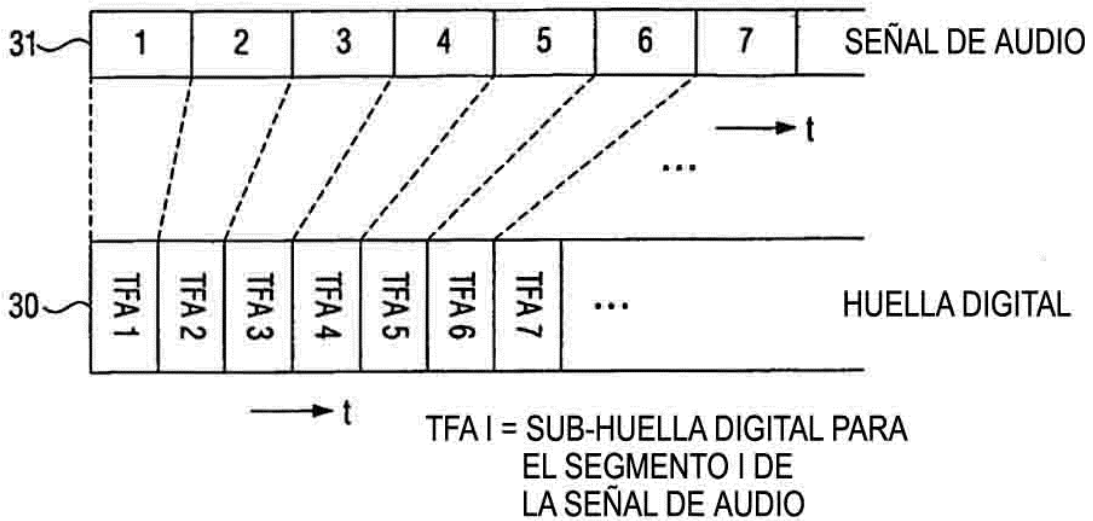 31 1 2 3 4 5 6 7 SEÑAL DE AUDIO
t
...
30 TFA 1 TFA 2 TFA 3 TFA 4 TFA 5 TFA 6 TFA 7 ... HUELLA DIGITAL
t
TFA I = SUB-HUELLA DIGITAL PARA
EL SEGMENTO I DE
LA SEÑAL DE AUDIO